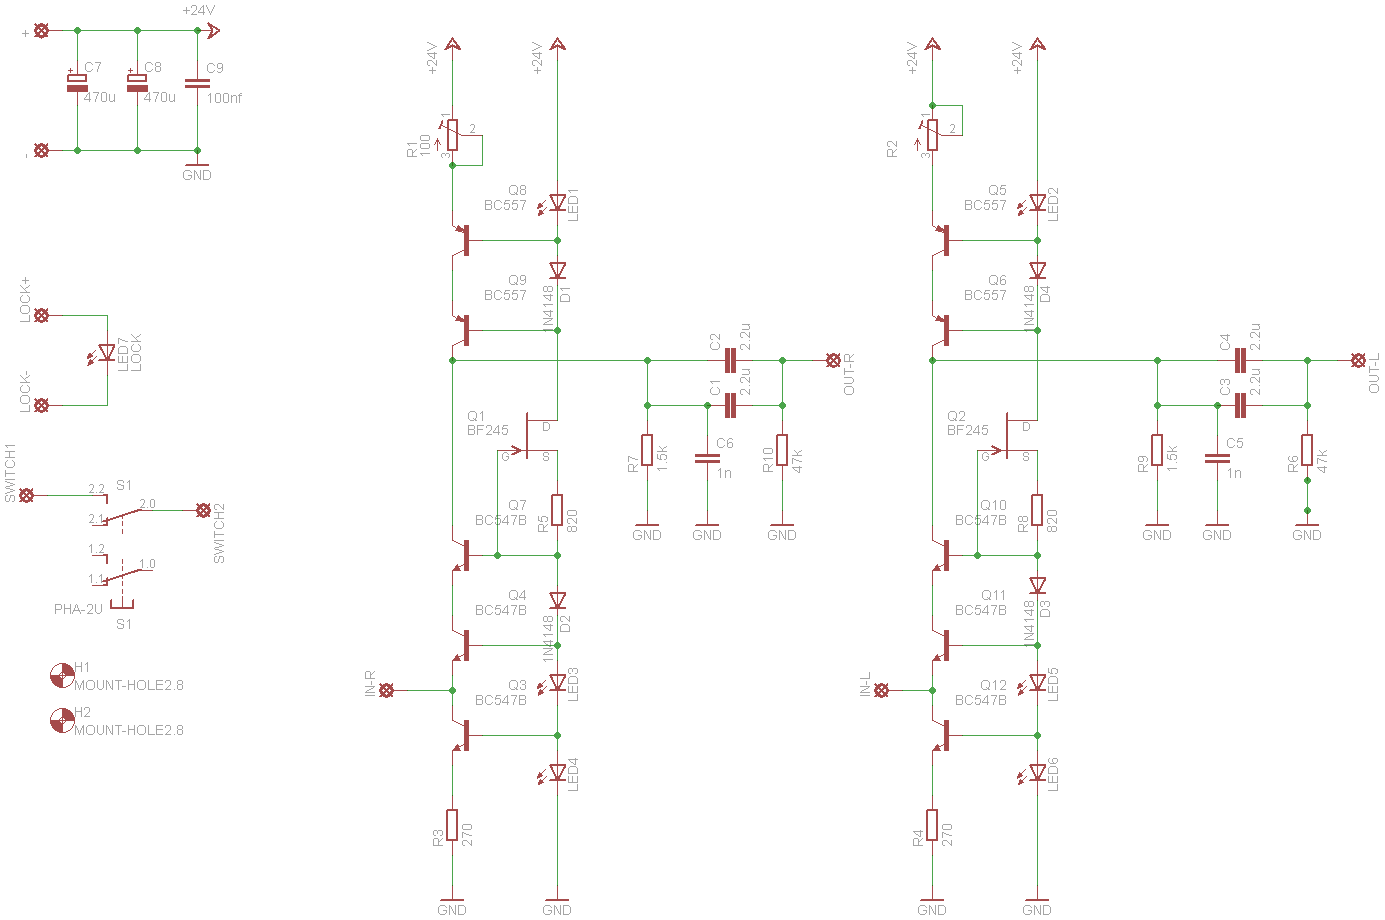 +24V
+
+
C7
470u
+
C8
470u
C9
100nf
-
GND
LOCK+
LED7
LOCK
LOCK-
SWITCH1
S1
2.2
2.1
2.0
SWITCH2
1.2
1.1
1.0
PHA-2U
S1
H1
MOUNT-HOLE2.8
H2
MOUNT-HOLE2.8
+24V
+24V
R1
100
1
2
3
Q8
BC557
LED1
Q9
BC557
1N4148
D1
C2
2.2u
C1
2.2u
OUT-R
Q1
BF245
D
G
S
R7
1.5k
C6
1n
R10
47k
GND
GND
GND
Q7
BC547B
R5
820
Q4
BC547B
1N4148
D2
IN-R
Q3
BC547B
LED3
LED4
R3
270
GND
GND
+24V
+24V
R2
1
2
3
Q5
BC557
LED2
Q6
BC557
1N4148
D4
C4
2.2u
C3
2.2u
OUT-L
Q2
BF245
D
G
S
R9
1.5k
C5
1n
R6
47k
GND
GND
GND
Q10
BC547B
R8
820
Q11
BC547B
1N4148
D3
IN-L
Q12
BC547B
LED5
LED6
R4
270
GND
GND